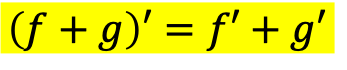 (f + g)′ = f′ + g′